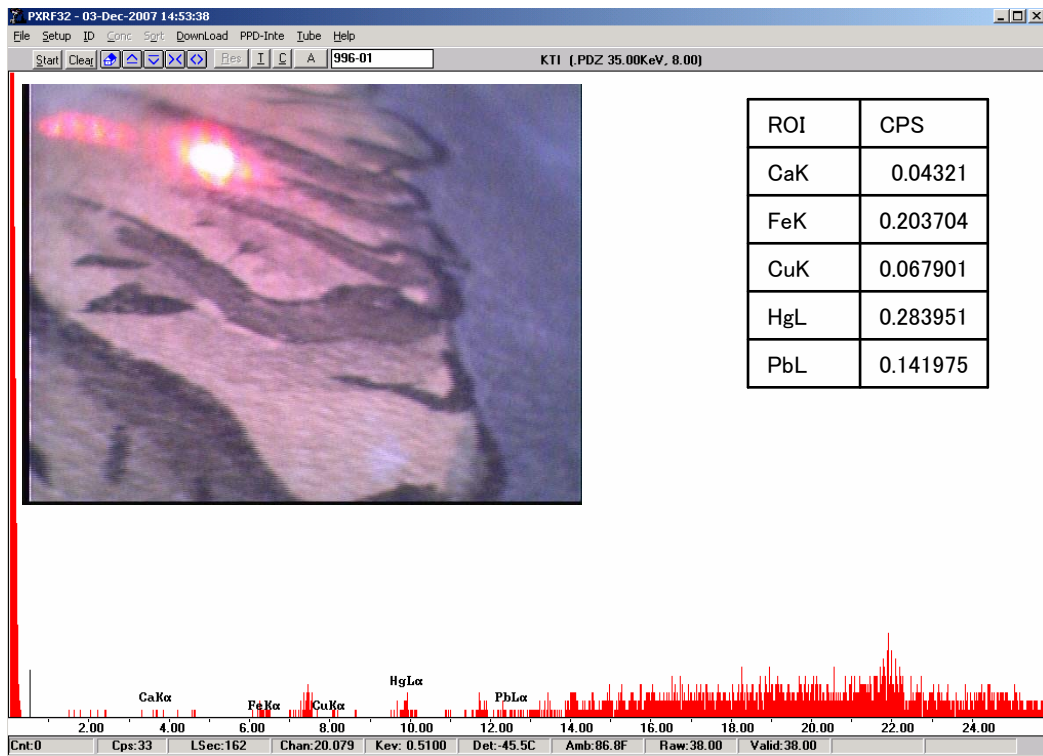 PXRF32 - 03-Dec-2007 14:53:38
File Setup ID Conc Sort DownLoad PPD-Inte Tube Help
Start Clear Res I C A 996-01 KTI (.PDZ 35.00KeV, 8.00)
ROI CPS
CaK 0.04321
FeK 0.203704
CuK 0.067901
HgL 0.283951
PbL 0.141975
HgLα
CaKα FeKα CuKα PbLα
2.00 4.00 6.00 8.00 10.00 12.00 14.00 16.00 18.00 20.00 22.00 24.00
Cnt:0 Cps:33 LSec:162 Chan:20.079 Kev: 0.5100 Det:-45.5C Amb:86.8F Raw:38.00 Valid:38.00